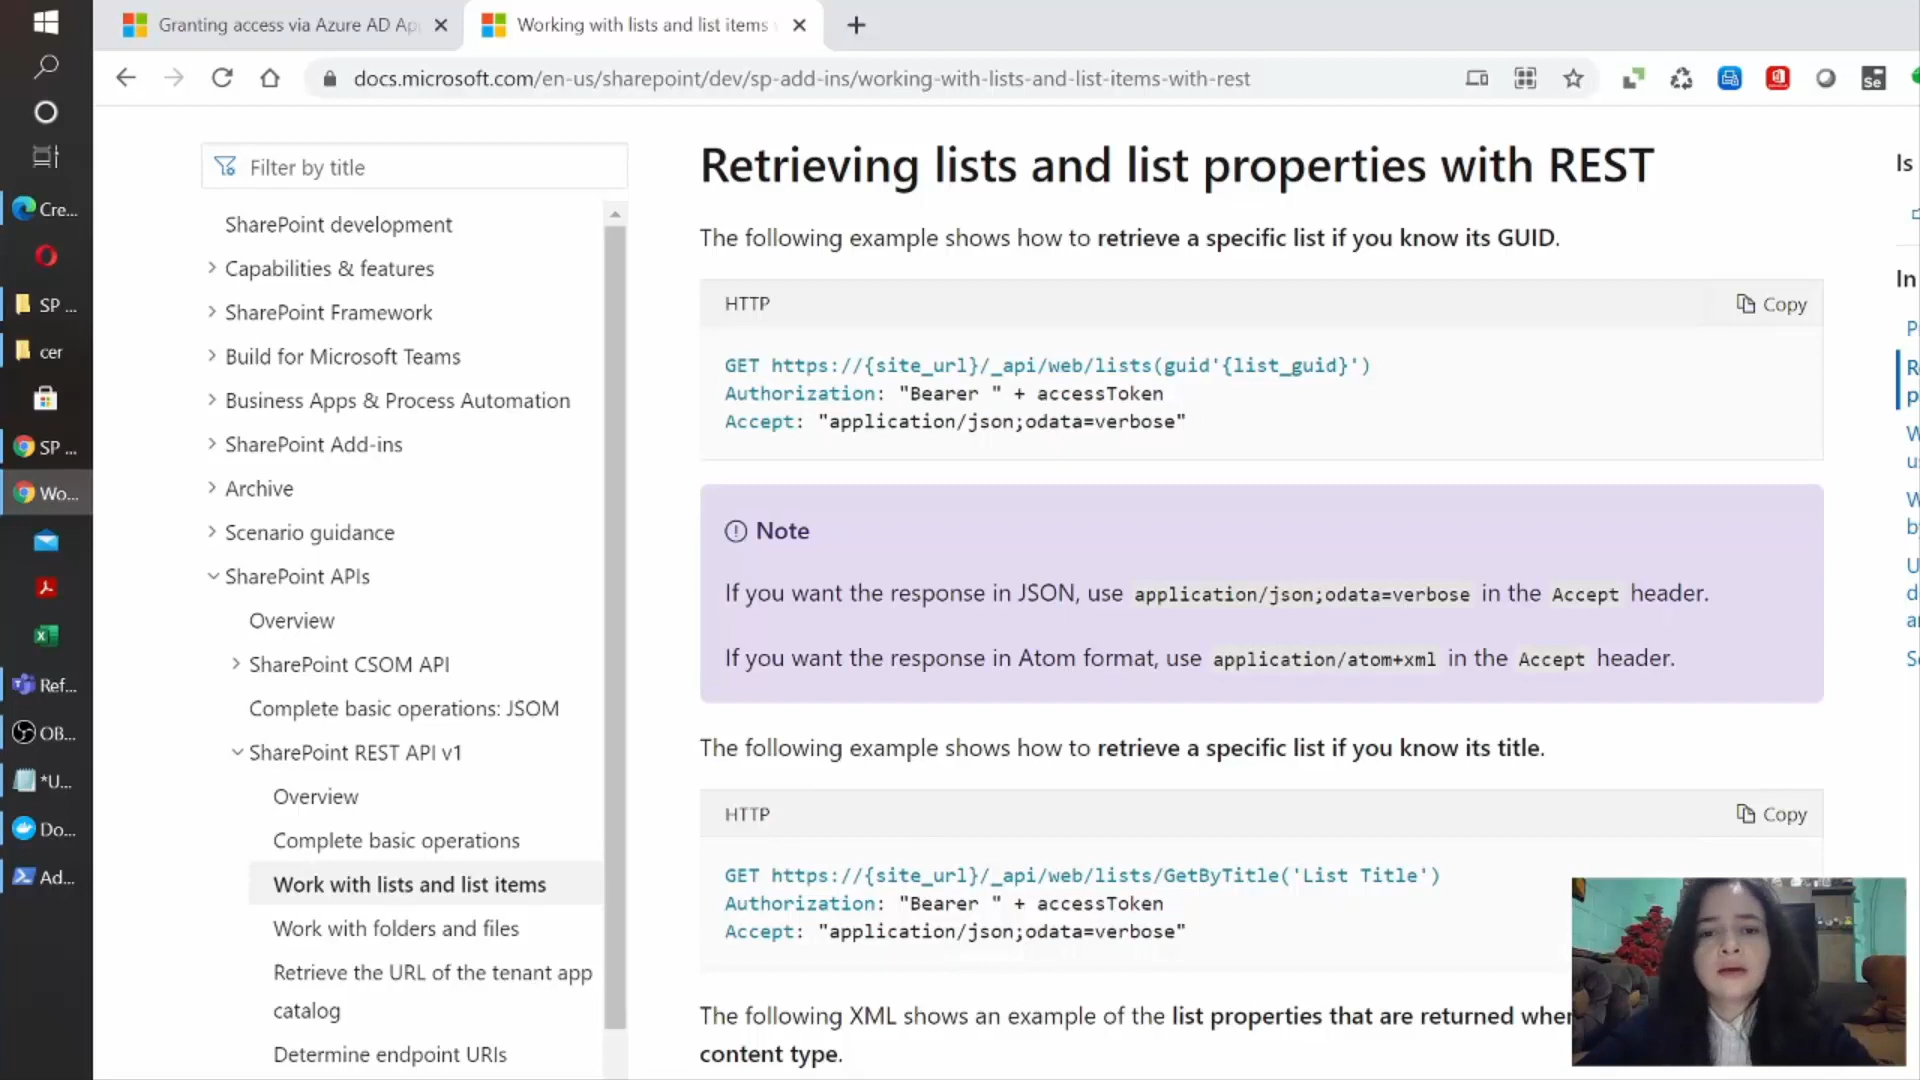 Granting access via Azure AD Ap
Working with lists and list items
docs.microsoft.com/en-us/sharepoint/dev/sp-add-ins/working-with-lists-and-list-items-with-rest
Se
Cre...
SP ...
cer
SP ...
Wo...
Ref...
OB...
*U...
Do...
Ad...
Filter by title
SharePoint development
Capabilities & features
SharePoint Framework
Build for Microsoft Teams
Business Apps & Process Automation
SharePoint Add-ins
Archive
Scenario guidance
SharePoint APIs
Overview
SharePoint CSOM API
Complete basic operations: JSOM
SharePoint REST API v1
Overview
Complete basic operations
Work with lists and list items
Work with folders and files
Retrieve the URL of the tenant app
catalog
Determine endpoint URIs
Retrieving lists and list properties with REST
The following example shows how to retrieve a specific list if you know its GUID.
HTTP
Copy
GET https://{site_url}/_api/web/lists(guid'{list_guid}')
Authorization: "Bearer " + accessToken
Accept: "application/json;odata=verbose"
Note
If you want the response in JSON, use application/json;odata=verbose in the Accept header.
If you want the response in Atom format, use application/atom+xml in the Accept header.
The following example shows how to retrieve a specific list if you know its title.
HTTP
Copy
GET https://{site_url}/_api/web/lists/GetByTitle('List Title')
Authorization: "Bearer " + accessToken
Accept: "application/json;odata=verbose"
The following XML shows an example of the list properties that are returned when
content type.
Is
In